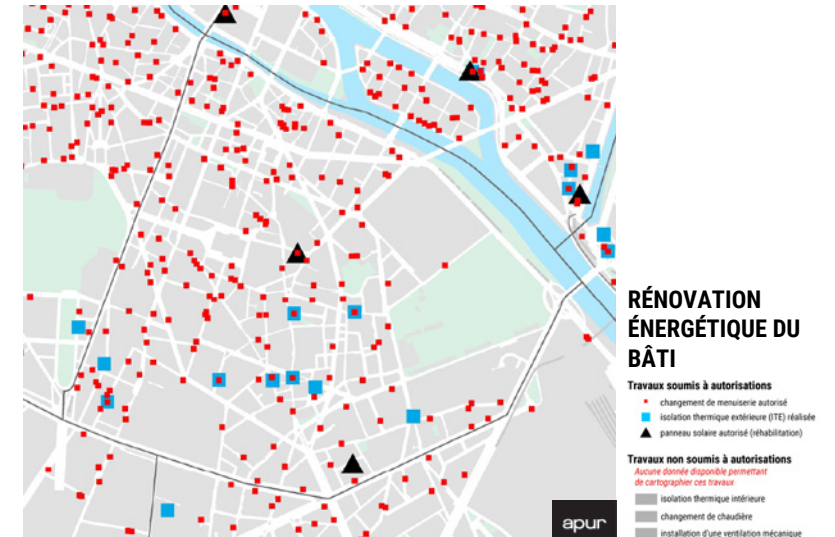 RÉNOVATION
ÉNERGÉTIQUE DU
BÂTI
Travaux soumis à autorisations
changement de menuiserie autorisé
isolation thermique extérieure (ITE) réalisée
panneau solaire autorisé (réhabilitation)
Travaux non soumis à autorisations
Aucune donnée disponible permettant
de cartographier ces travaux
isolation thermique intérieure
changement de chaudière
installation d'une ventilation mécanique
apur